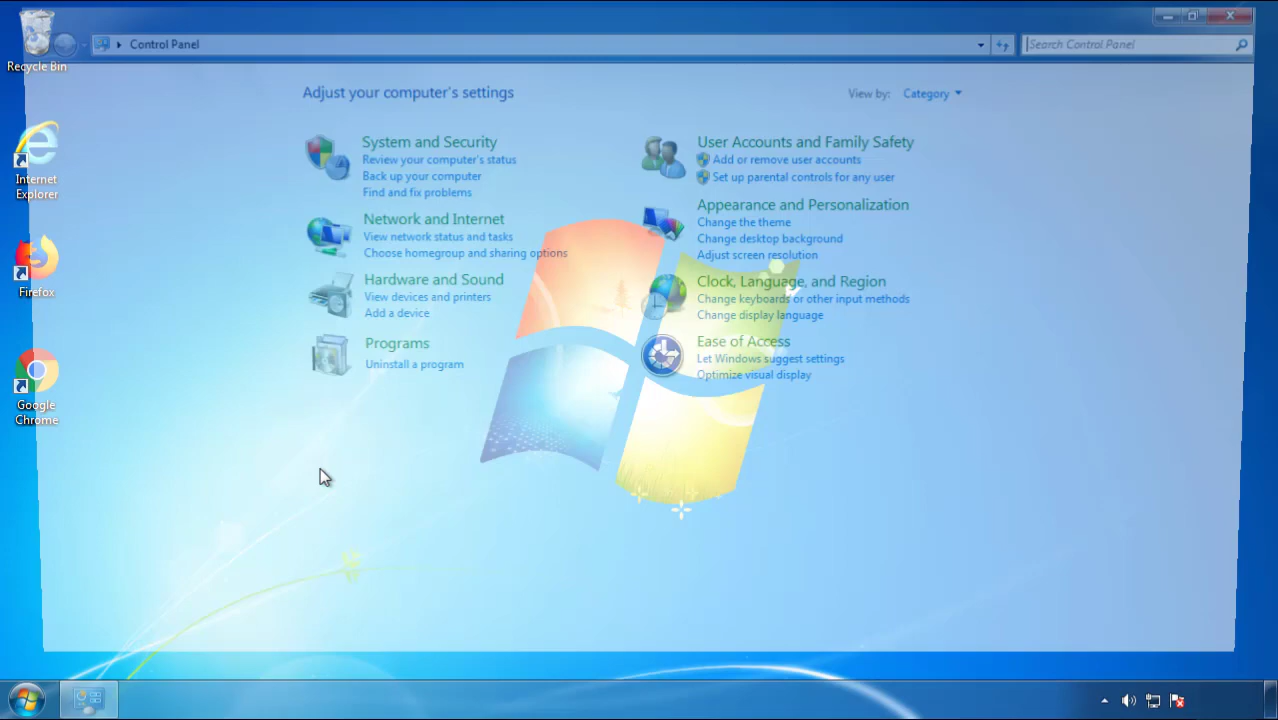 Recycle Bin
Internet
Explorer
Firefox
Google
Chrome
Control Panel
Search Control Panel
Adjust your computer's settings
View by: Category
System and Security
Review your computer's status
Back up your computer
Find and fix problems
Network and Internet
View network status and tasks
Choose homegroup and sharing options
Hardware and Sound
View devices and printers
Add a device
Programs
Uninstall a program
User Accounts and Family Safety
Add or remove user accounts
Set up parental controls for any user
Appearance and Personalization
Change the theme
Change desktop background
Adjust screen resolution
Clock, Language, and Region
Change keyboards or other input methods
Change display language
Ease of Access
Let Windows suggest settings
Optimize visual display